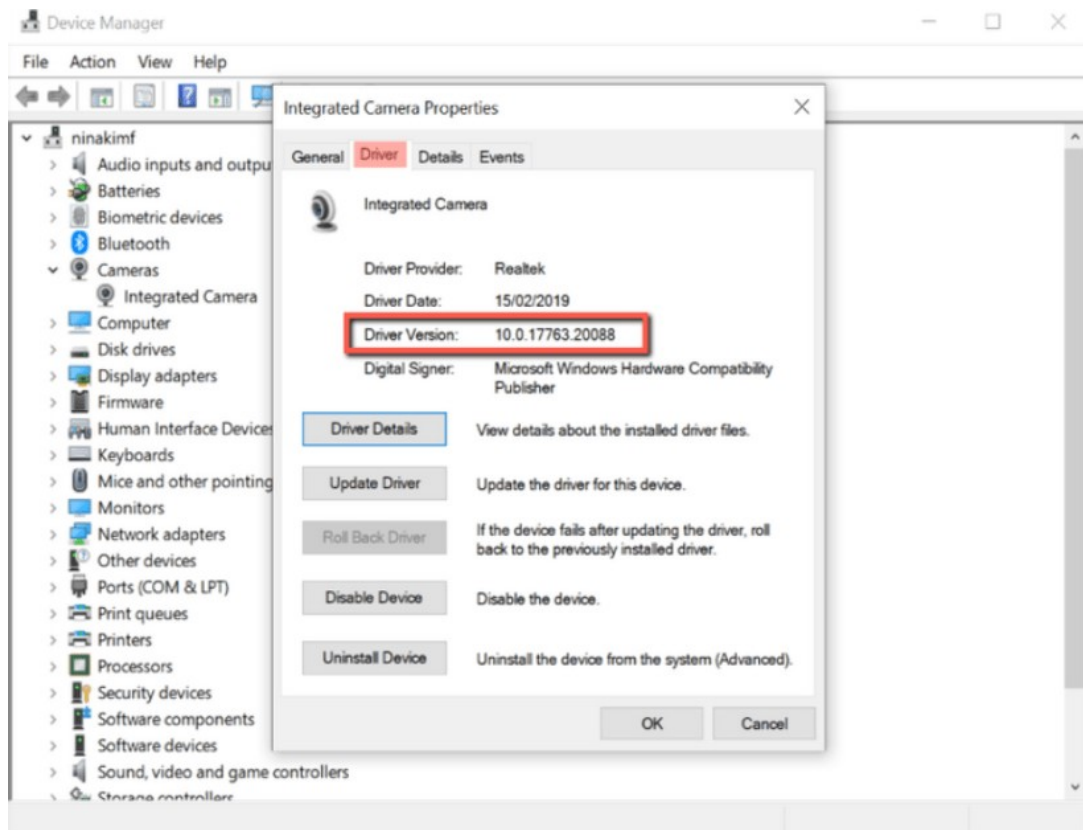 Device Manager
File Action View Help
ninakimf
Audio inputs and outpu
Batteries
Biometric devices
Bluetooth
Cameras
Integrated Camera
Computer
Disk drives
Display adapters
Firmware
Human Interface Devices
Keyboards
Mice and other pointing
Monitors
Network adapters
Other devices
Ports (COM & LPT)
Print queues
Printers
Processors
Security devices
Software components
Software devices
Sound, video and game controllers
Storage controllers
Integrated Camera Properties
General Driver Details Events
Integrated Camera
Driver Provider: Realtek
Driver Date: 15/02/2019
Driver Version: 10.0.17763.20088
Digital Signer: Microsoft Windows Hardware Compatibility
Publisher
Driver Details View details about the installed driver files.
Update Driver Update the driver for this device.
Roll Back Driver If the device fails after updating the driver, roll
back to the previously installed driver.
Disable Device Disable the device.
Uninstall Device Uninstall the device from the system (Advanced).
OK Cancel